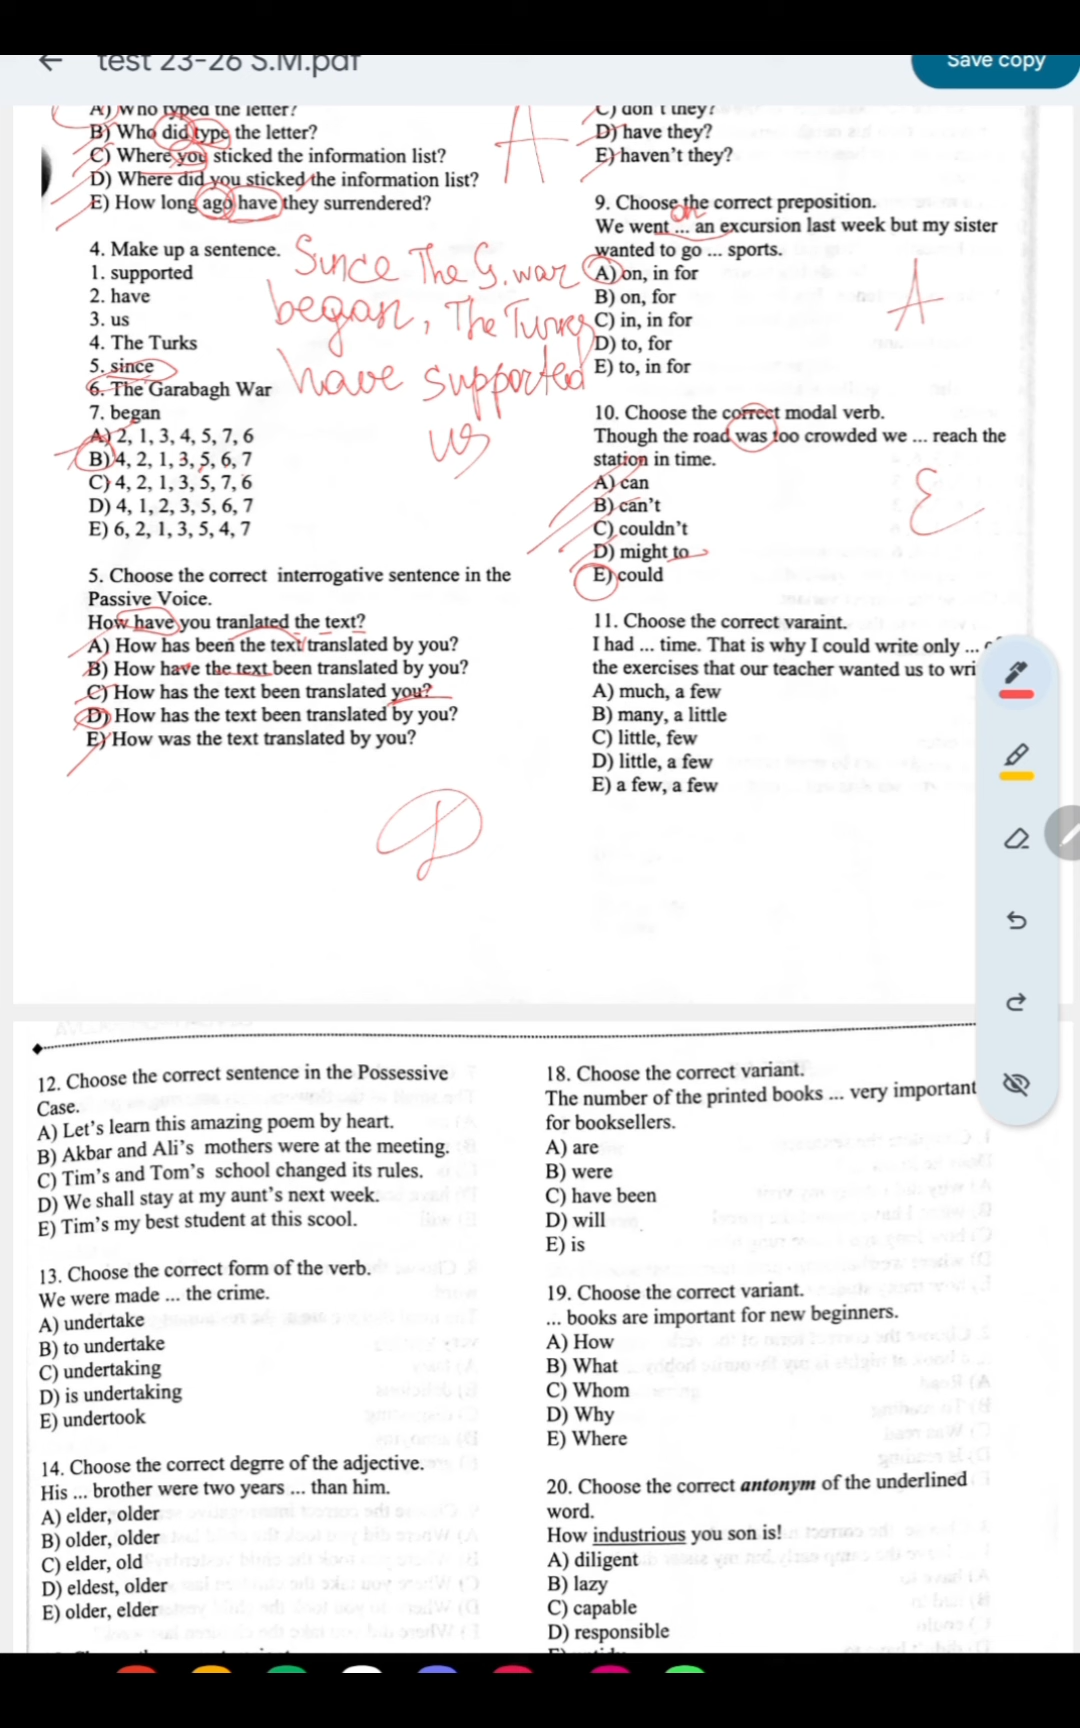 test 23-26 S.M.pdf
Save copy
A) Who typed the letter?
B) Who did type the letter?
C) Where you sticked the information list?
D) Where did you sticked the information list?
E) How long ago have they surrendered?
A
4. Make up a sentence.
1. supported
2. have
3. us
4. The Turks
5. since
6. The Garabagh War
7. began
A) 2, 1, 3, 4, 5, 7, 6
B) 4, 2, 1, 3, 5, 6, 7
C) 4, 2, 1, 3, 5, 7, 6
D) 4, 1, 2, 3, 5, 6, 7
E) 6, 2, 1, 3, 5, 4, 7
Since The G. war
began, The Turks
have supported
us
5. Choose the correct interrogative sentence in the
Passive Voice.
How have you tranlated the text?
A) How has been the text translated by you?
B) How have the text been translated by you?
C) How has the text been translated you?
D) How has the text been translated by you?
E) How was the text translated by you?
D
C) don't they?
D) have they?
E) haven't they?
9. Choose the correct preposition.
on
We went ... an excursion last week but my sister
wanted to go ... sports.
A) on, in for
B) on, for
C) in, in for
D) to, for
E) to, in for
A
10. Choose the correct modal verb.
Though the road was too crowded we ... reach the
station in time.
A) can
B) can't
C) couldn't
D) might to
E) could
E
11. Choose the correct varaint.
I had ... time. That is why I could write only ...
the exercises that our teacher wanted us to wri
A) much, a few
B) many, a little
C) little, few
D) little, a few
E) a few, a few
12. Choose the correct sentence in the Possessive
Case.
A) Let's learn this amazing poem by heart.
B) Akbar and Ali's mothers were at the meeting.
C) Tim's and Tom's school changed its rules.
D) We shall stay at my aunt's next week.
E) Tim's my best student at this scool.
13. Choose the correct form of the verb.
We were made ... the crime.
A) undertake
B) to undertake
C) undertaking
D) is undertaking
E) undertook
14. Choose the correct degrre of the adjective.
His ... brother were two years ... than him.
A) elder, older
B) older, older
C) elder, old
D) eldest, older
E) older, elder
18. Choose the correct variant.
The number of the printed books ... very important
for booksellers.
A) are
B) were
C) have been
D) will
E) is
19. Choose the correct variant.
... books are important for new beginners.
A) How
B) What
C) Whom
D) Why
E) Where
20. Choose the correct antonym of the underlined
word.
How industrious you son is!
A) diligent
B) lazy
C) capable
D) responsible